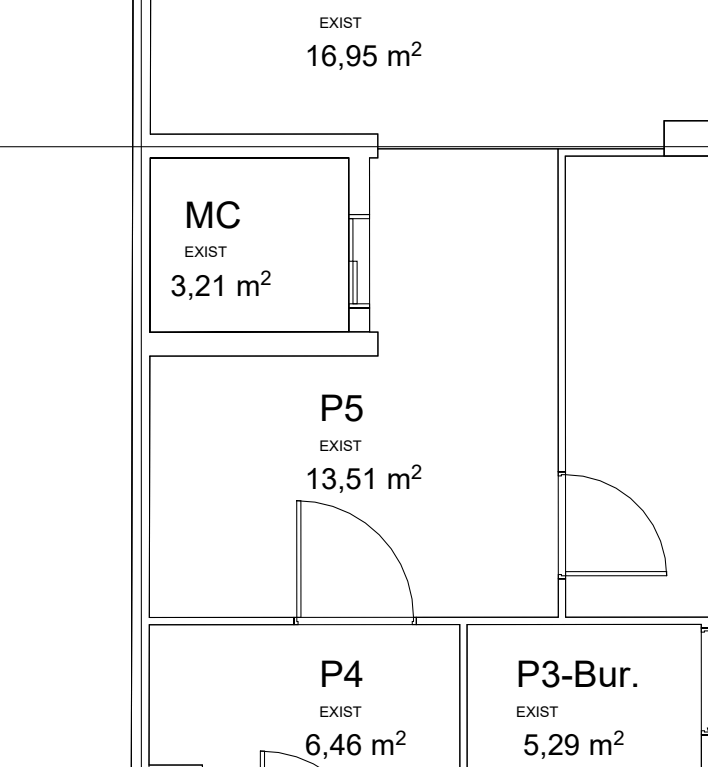 EXIST
16,95 m²
MC
EXIST
3,21 m²
P5
EXIST
13,51 m²
P4
EXIST
6,46 m²
P3-Bur.
EXIST
5,29 m²